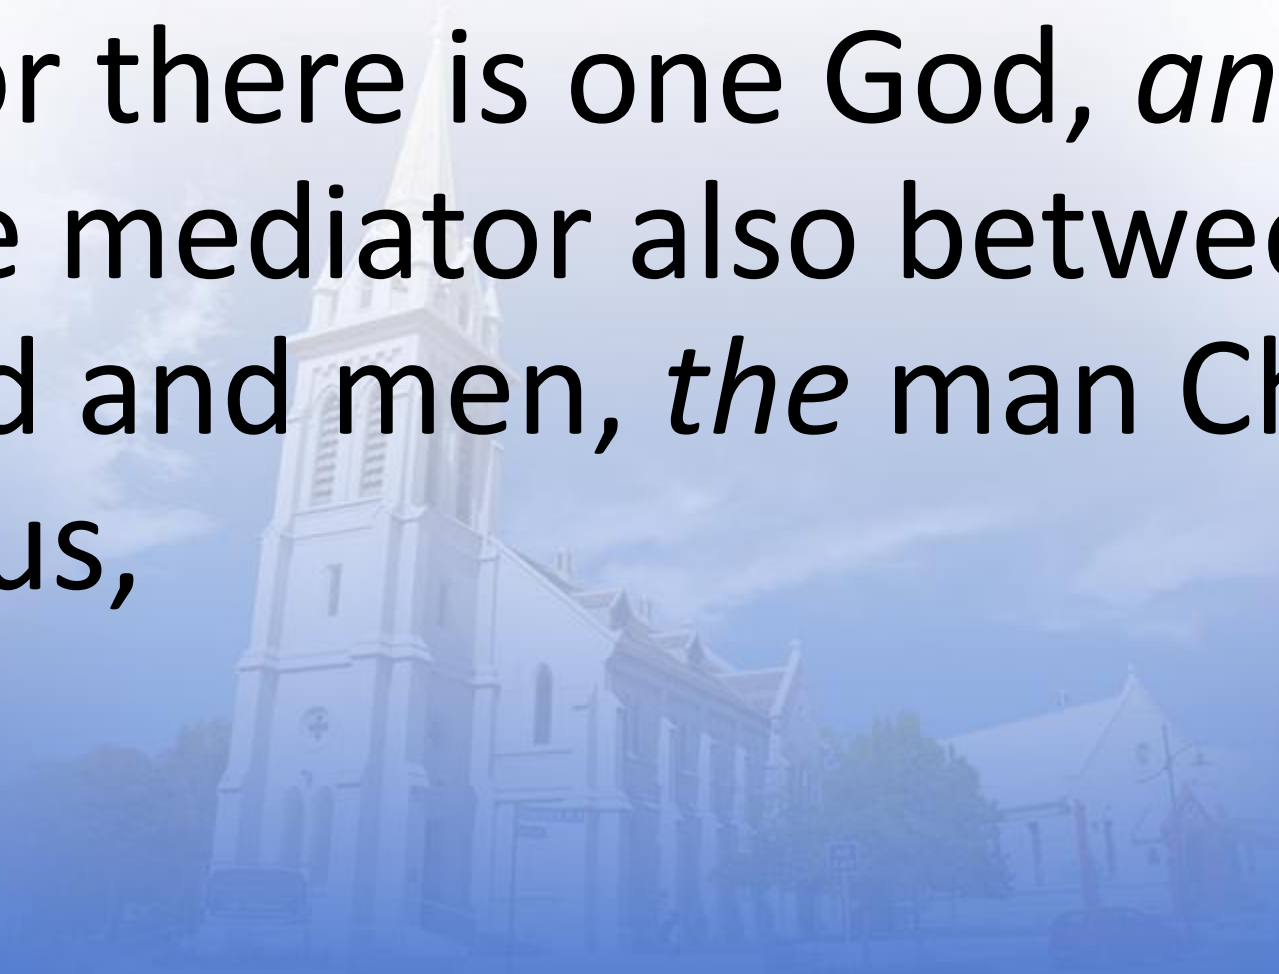 or there is one God, an
e mediator also betwee
d and men, the man Ch
us,